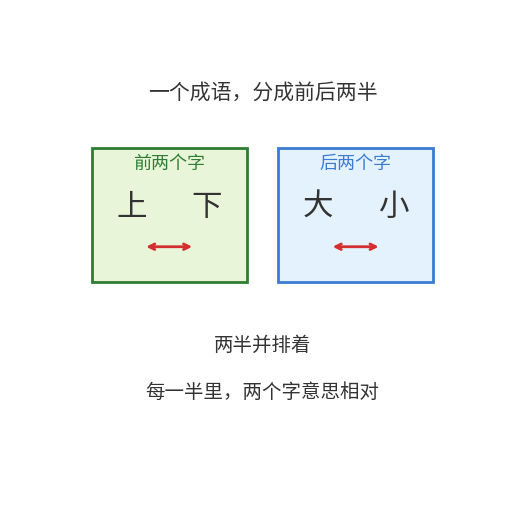 一个成语，分成前后两半
前两个字
上 下
后两个字
大 小
两半并排着
每一半里，两个字意思相对